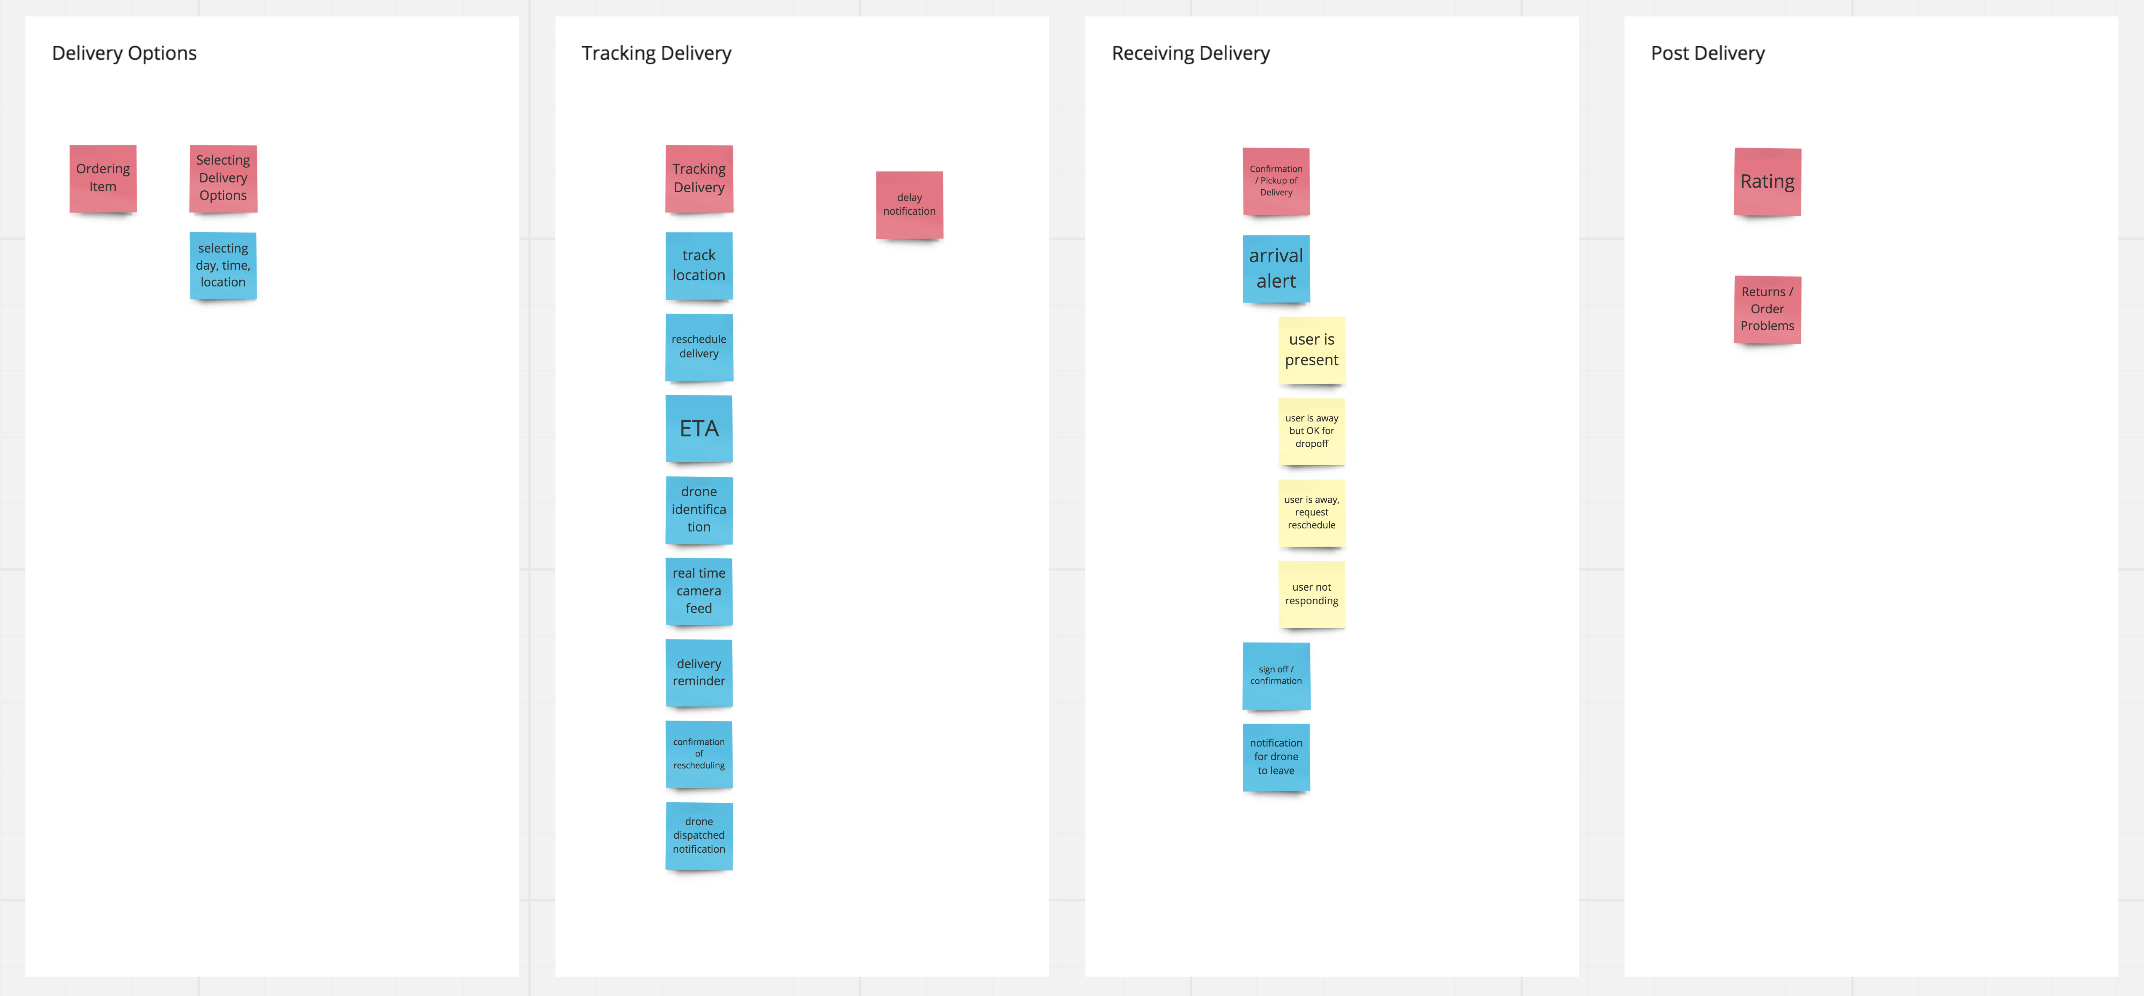 Delivery Options
Ordering
Item
Selecting
Delivery
Options
selecting
day, time,
location
Tracking Delivery
Tracking
Delivery
track
location
reschedule
delivery
ETA
drone
identifica
tion
real time
camera
feed
delivery
reminder
confirmation
of
rescheduling
drone
dispatched
notification
delay
notification
Receiving Delivery
Confirmation
/ Pickup of
Delivery
arrival
alert
user is
present
user is away
but OK for
dropoff
user is away,
request
reschedule
user not
responding
sign off /
confirmation
notification
for drone
to leave
Post Delivery
Rating
Returns /
Order
Problems